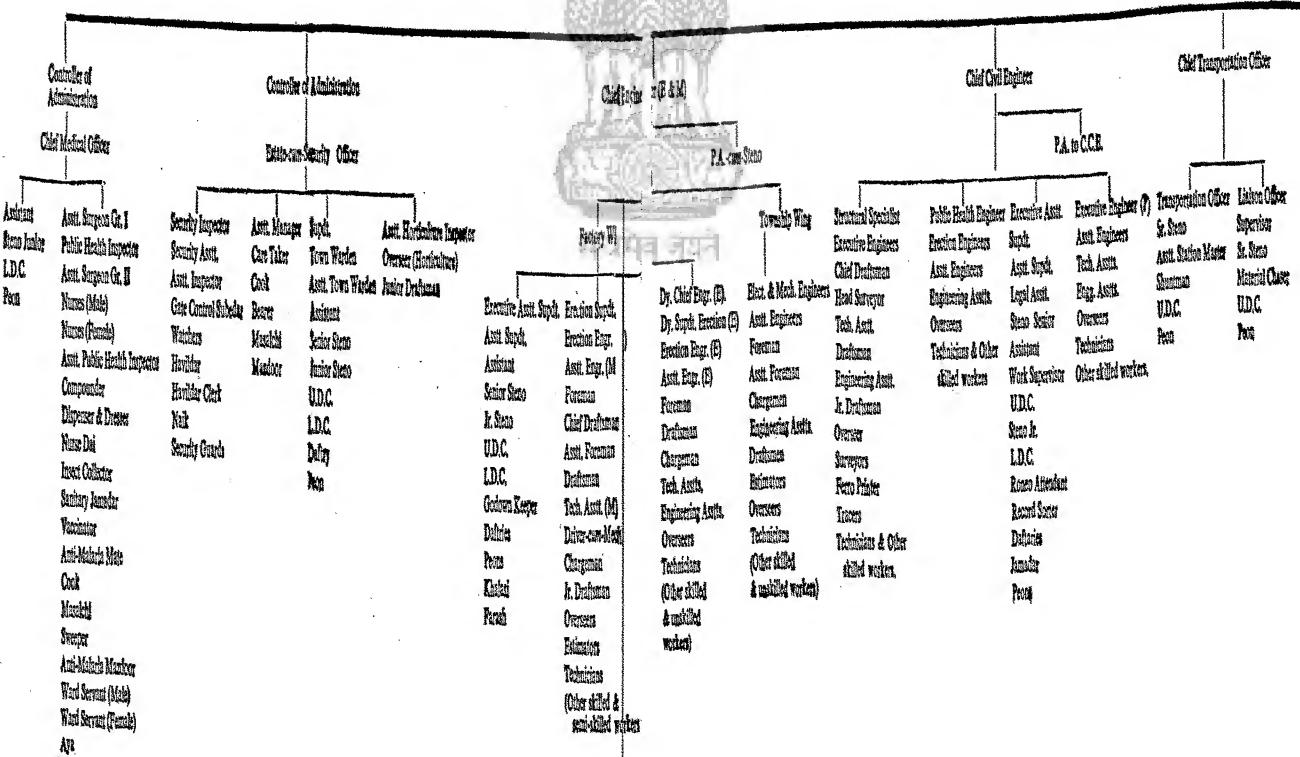 Controller of
Administration
Chief Medical Officer
Assistant
Steno Junior
L.D.C.
Peon
Asstt. Surgeon Gr. I
Public Health Inspector
Asstt. Surgeon Gr. II
Nurses (Male)
Nurses (Female)
Asstt. Public Health Inspector
Compounder
Dispenser & Dresser
Nurse Dai
Insect Collector
Sanitary Jamadar
Vaccinator
Anti-Malaria Mate
Cook
Masalchi
Sweeper
Anti-Malaria Mazdoor
Ward Servant (Male)
Ward Servant (Female)
Aya
Controller of Administration
Estate-cum-Security Officer
Security Inspector
Security Asstt.
Asstt. Inspector
Gate Control Subedar
Watchers
Havildar
Havildar Clerk
Naik
Security Guards
Asstt. Manager
Care Taker
Cook
Bearer
Masalchi
Mazdoor
Supdt.
Town Warden
Asstt. Town Warden
Assistant
Senior Steno
Junior Steno
U.D.C.
L.D.C.
Daftry
Peon
Asstt. Horticulture Inspector
Overseer (Horticulture)
Junior Draftsman
Chief Engineer (E & M)
P.A.-cum-Steno
Factory Wi
Executive Asstt. Supdt.
Asstt. Supdt.
Assistant
Senior Steno
Jr. Steno
U.D.C.
L.D.C.
Godown Keeper
Daftries
Peons
Khalasi
Farash
Erection Supdt.
Erection Engr. )
Asstt. Engr. (M
Foreman
Chief Draftsman
Asstt. Foreman
Draftsman
Tech. Asstt. (M)
Driver-cum-Mech
Chargeman
Jr. Draftsman
Overseers
Estimators
Technicians
(Other skilled &
semi-skilled workers
Dy. Chief Engr. (E).
Dy. Supdt. Erection (E)
Erection Engr. (E)
Asstt. Engr. (E)
Foreman
Draftsman
Chargeman
Tech. Asstts.
Engineering Asstts.
Overseers
Technicians
(Other skilled
& unskilled
workers)
Township Wing
Elect. & Mech. Engineers
Asstt. Engineers
Foreman
Asstt. Foreman
Chargeman
Engineering Asstts.
Draftsmen
Estimators
Overseers
Technicians
(Other skilled
& unskilled workers)
Chief Civil Engineer
P.A. to C.C.E.
Structural Specialist
Executive Engineers
Chief Draftsman
Head Surveyor
Tech. Asstt.
Draftsman
Engineering Asstt.
Jr. Draftsman
Overseer
Surveyors
Ferro Printer
Tracers
Technicians & Other
skilled workers.
Public Health Engineer
Erection Engineers
Asstt. Engineers
Engineering Asstts.
Overseers
Technicians & Other
skilled workers
Executive Asstt.
Supdt.
Asstt. Supdt.
Legal Asstt.
Steno Senior
Assistant
Work Supervisor
U.D.C.
Steno Jr.
L.D.C.
Roneo Attendant
Record Sorter
Daftaries
Jamadar
Peons
Executive Engineer (P)
Asstt. Engineers
Tech. Asstts.
Engg. Asstts.
Overseers
Technicians
Other skilled workers.
Chief Transportation Officer
Transportation Officer
Sr. Steno
Asstt. Station Master
Shuntman
U.D.C.
Peon
Liaison Officer
Supervisor
Sr. Steno
U.D.C.
Peon